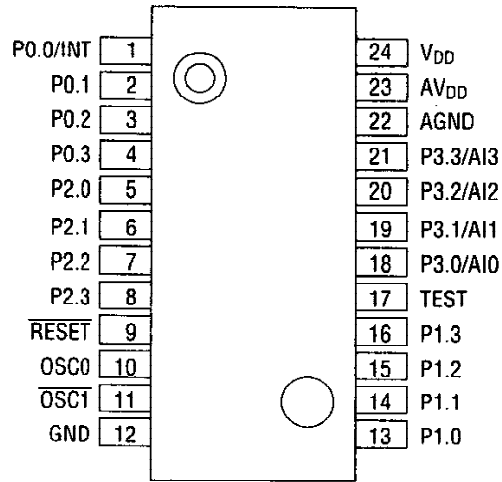 P0.0/INT 1 24 VDD
P0.1 2 23 AVDD
P0.2 3 22 AGND
P0.3 4 21 P3.3/AI3
P2.0 5 20 P3.2/AI2
P2.1 6 19 P3.1/AI1
P2.2 7 18 P3.0/AI0
P2.3 8 17 TEST
RESET 9 16 P1.3
OSC0 10 15 P1.2
OSC1 11 14 P1.1
GND 12 13 P1.0